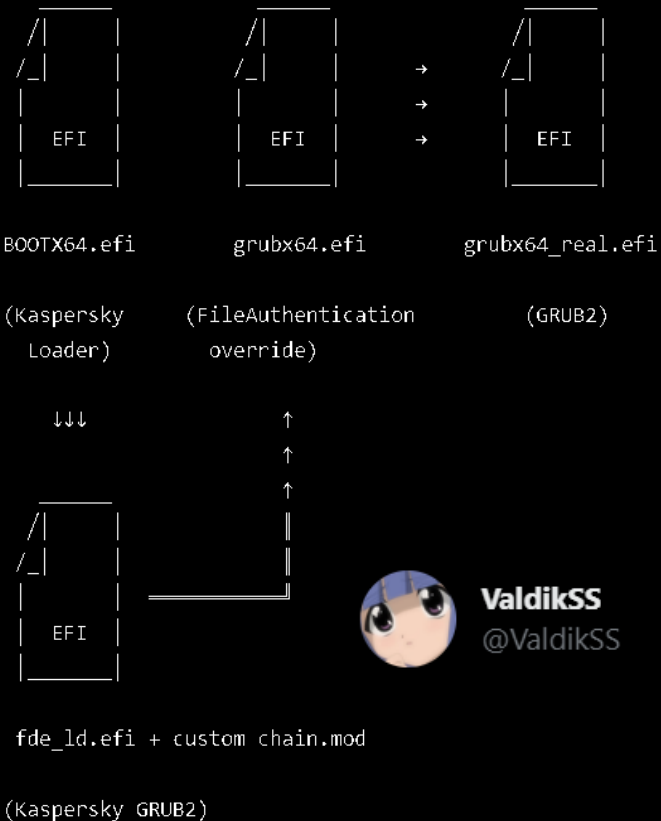 EFI
EFI
→
→
→
EFI
BOOTX64.efi
grubx64.efi
grubx64_real.efi
(Kaspersky
Loader)
(FileAuthentication
override)
(GRUB2)
↓↓↓
↑
↑
↑
EFI
ValdikSS
@ValdikSS
fde_ld.efi + custom chain.mod
(Kaspersky GRUB2)